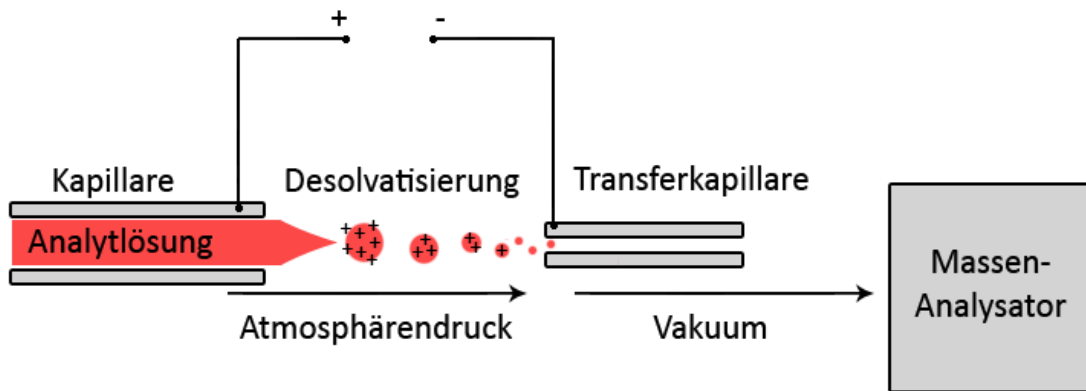 + -
Kapillare
Desolvatisierung
Transferkapillare
Analytlösung
+ + + + + + + +
+ + +
+ +
+
Massen-
Analysator
Atmosphärendruck
Vakuum